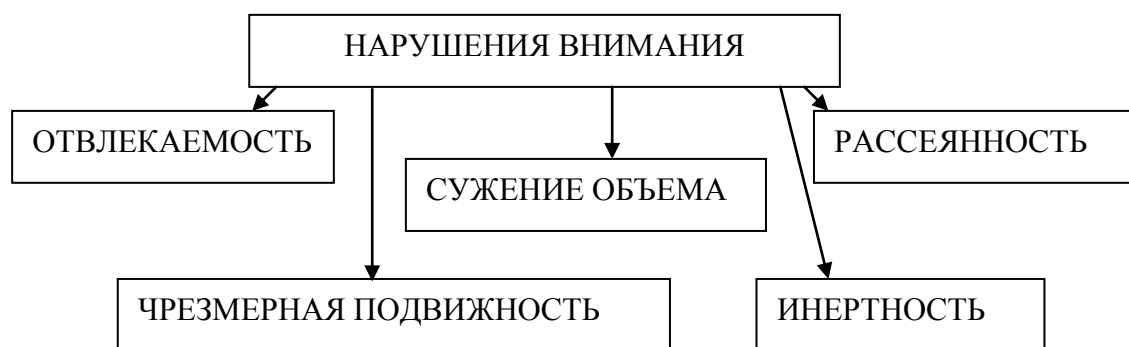 НАРУШЕНИЯ ВНИМАНИЯ
ОТВЛЕКАЕМОСТЬ
РАССЕЯННОСТЬ
СУЖЕНИЕ ОБЪЕМА
ЧРЕЗМЕРНАЯ ПОДВИЖНОСТЬ
ИНЕРТНОСТЬ